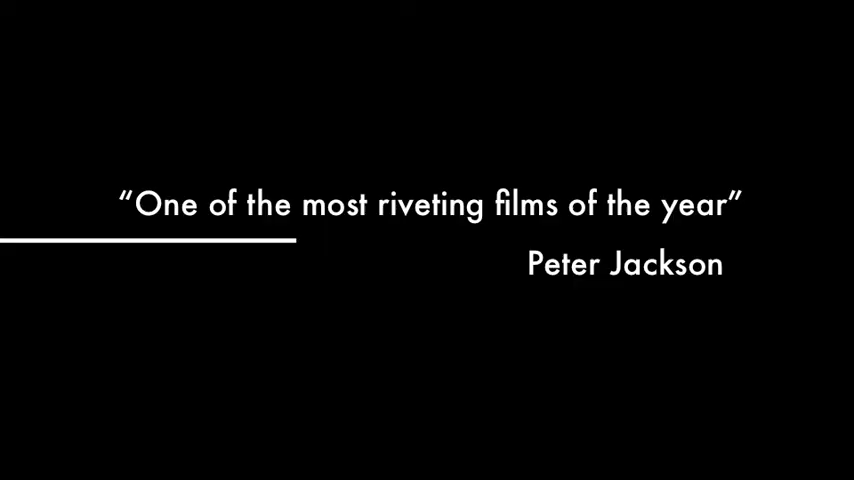 “One of the most riveting films of the year”
Peter Jackson